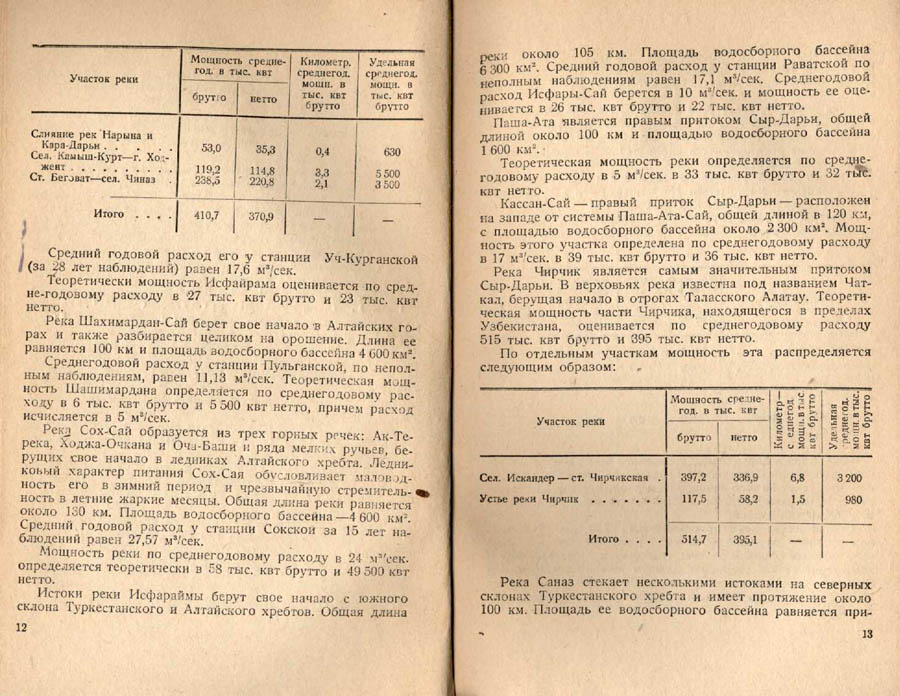 Участок реки
Мощность средне-
год. в тыс. квт
брутто
нетто
Километр.
среднегод.
мощн. в
тыс. квт
брутто
Удельная
среднегод.
мощн. в
тыс. квт
брутто
Слияние рек Нарына и
Кара-Дарьи . . . . . 53,0 35,3 0,4 630
Сел. Камыш-Курт—г. Ход-
жент . . . . . . . . . . 119,2 114,8 3,3 5 500
Ст. Беговат—сел. Чиназ . 238,5 220,8 2,1 3 500
Итого . . . . 410,7 370,9 — —
Средний годовой расход его у станции Уч-Курганской
(за 28 лет наблюдений) равен 17,6 м³/сек.
Теоретически мощность Исфайрама оценивается по сред-
не-годовому расходу в 27 тыс. квт брутто и 23 тыс. квт
нетто.
Река Шахимардан-Сай берет свое начало в Алтайских го-
рах и также разбирается целиком на орошение. Длина ее
равняется 100 км и площадь водосборного бассейна 4 600 км².
Среднегодовой расход у станции Пульганской, по непол-
ным наблюдениям, равен 11,13 м³/сек. Теоретическая мощ-
ность Шашимардана определяется по среднегодовому рас-
ходу в 6 тыс. квт брутто и 5 500 квт нетто, причем расход
исчисляется в 5 м³/сек.
Река Сох-Сай образуется из трех горных речек: Ак-Те-
река, Ходжа-Очкана и Оча-Баши и ряда мелких ручьев, бе-
рущих свое начало в ледниках Алтайского хребта. Ледни-
ковый характер питания Сох-Сая обусловливает маловод-
ность его в зимний период и чрезвычайную стремитель-
ность в летние жаркие месяцы. Общая длина реки равняется
около 130 км. Площадь водосборного бассейна—4 600 км².
Средний годовой расход у станции Сокской за 15 лет на-
блюдений равен 27,57 м³/сек.
Мощность реки по среднегодовому расходу в 24 м³/сек.
определяется теоретически в 58 тыс. квт брутто и 49 500 квт
нетто.
Истоки реки Исфараймы берут свое начало с южного
склона Туркестанского и Алтайского хребтов. Общая длина
12
реки около 105 км. Площадь водосборного бассейна
6 300 км². Средний годовой расход у станции Раватской по
неполным наблюдениям равен 17,1 м³/сек. Среднегодовой
расход Исфары-Сай берется в 10 м³/сек. и мощность ее оце-
нивается в 26 тыс. квт брутто и 22 тыс. квт нетто.
Паша-Ата является правым притоком Сыр-Дарьи, общей
длиной около 100 км и площадью водосборного бассейна
1 600 км².
Теоретическая мощность реки определяется по средне-
годовому расходу в 5 м³/сек. в 33 тыс. квт брутто и 32 тыс.
квт нетто.
Кассан-Сай — правый приток Сыр-Дарьи — расположен
на западе от системы Паша-Ата-Сай, общей длиной в 120 км,
с площадью водосборного бассейна около 2 300 км². Мощ-
ность этого участка определена по среднегодовому расходу
в 17 м³/сек. в 39 тыс. квт брутто и 36 тыс. квт нетто.
Река Чирчик является самым значительным притоком
Сыр-Дарьи. В верховьях река известна под названием Чат-
кал, берущая начало в отрогах Таласского Алатау. Теорети-
ческая мощность части Чирчика, находящегося в пределах
Узбекистана, оценивается по среднегодовому расходу
515 тыс. квт брутто и 395 тыс. квт нетто.
По отдельным участкам мощность эта распределяется
следующим образом:
Участок реки
Мощность средне-
год. в тыс. квт
брутто
нетто
Километр—
с еднегод.
мощн. в тыс.
квт брутто
Удельная
реднегод.
мо лн. в тыс.
квт брутто
Сел. Искандер — ст. Чирчикская . 397,2 336,9 6,8 3 200
Устье реки Чирчик . . . . . . . 117,5 58,2 1,5 980
Итого . . . . 514,7 395,1 — —
Река Саназ стекает несколькими истоками на северных
склонах Туркестанского хребта и имеет протяжение около
100 км. Площадь ее водосборного бассейна равняется при-
13